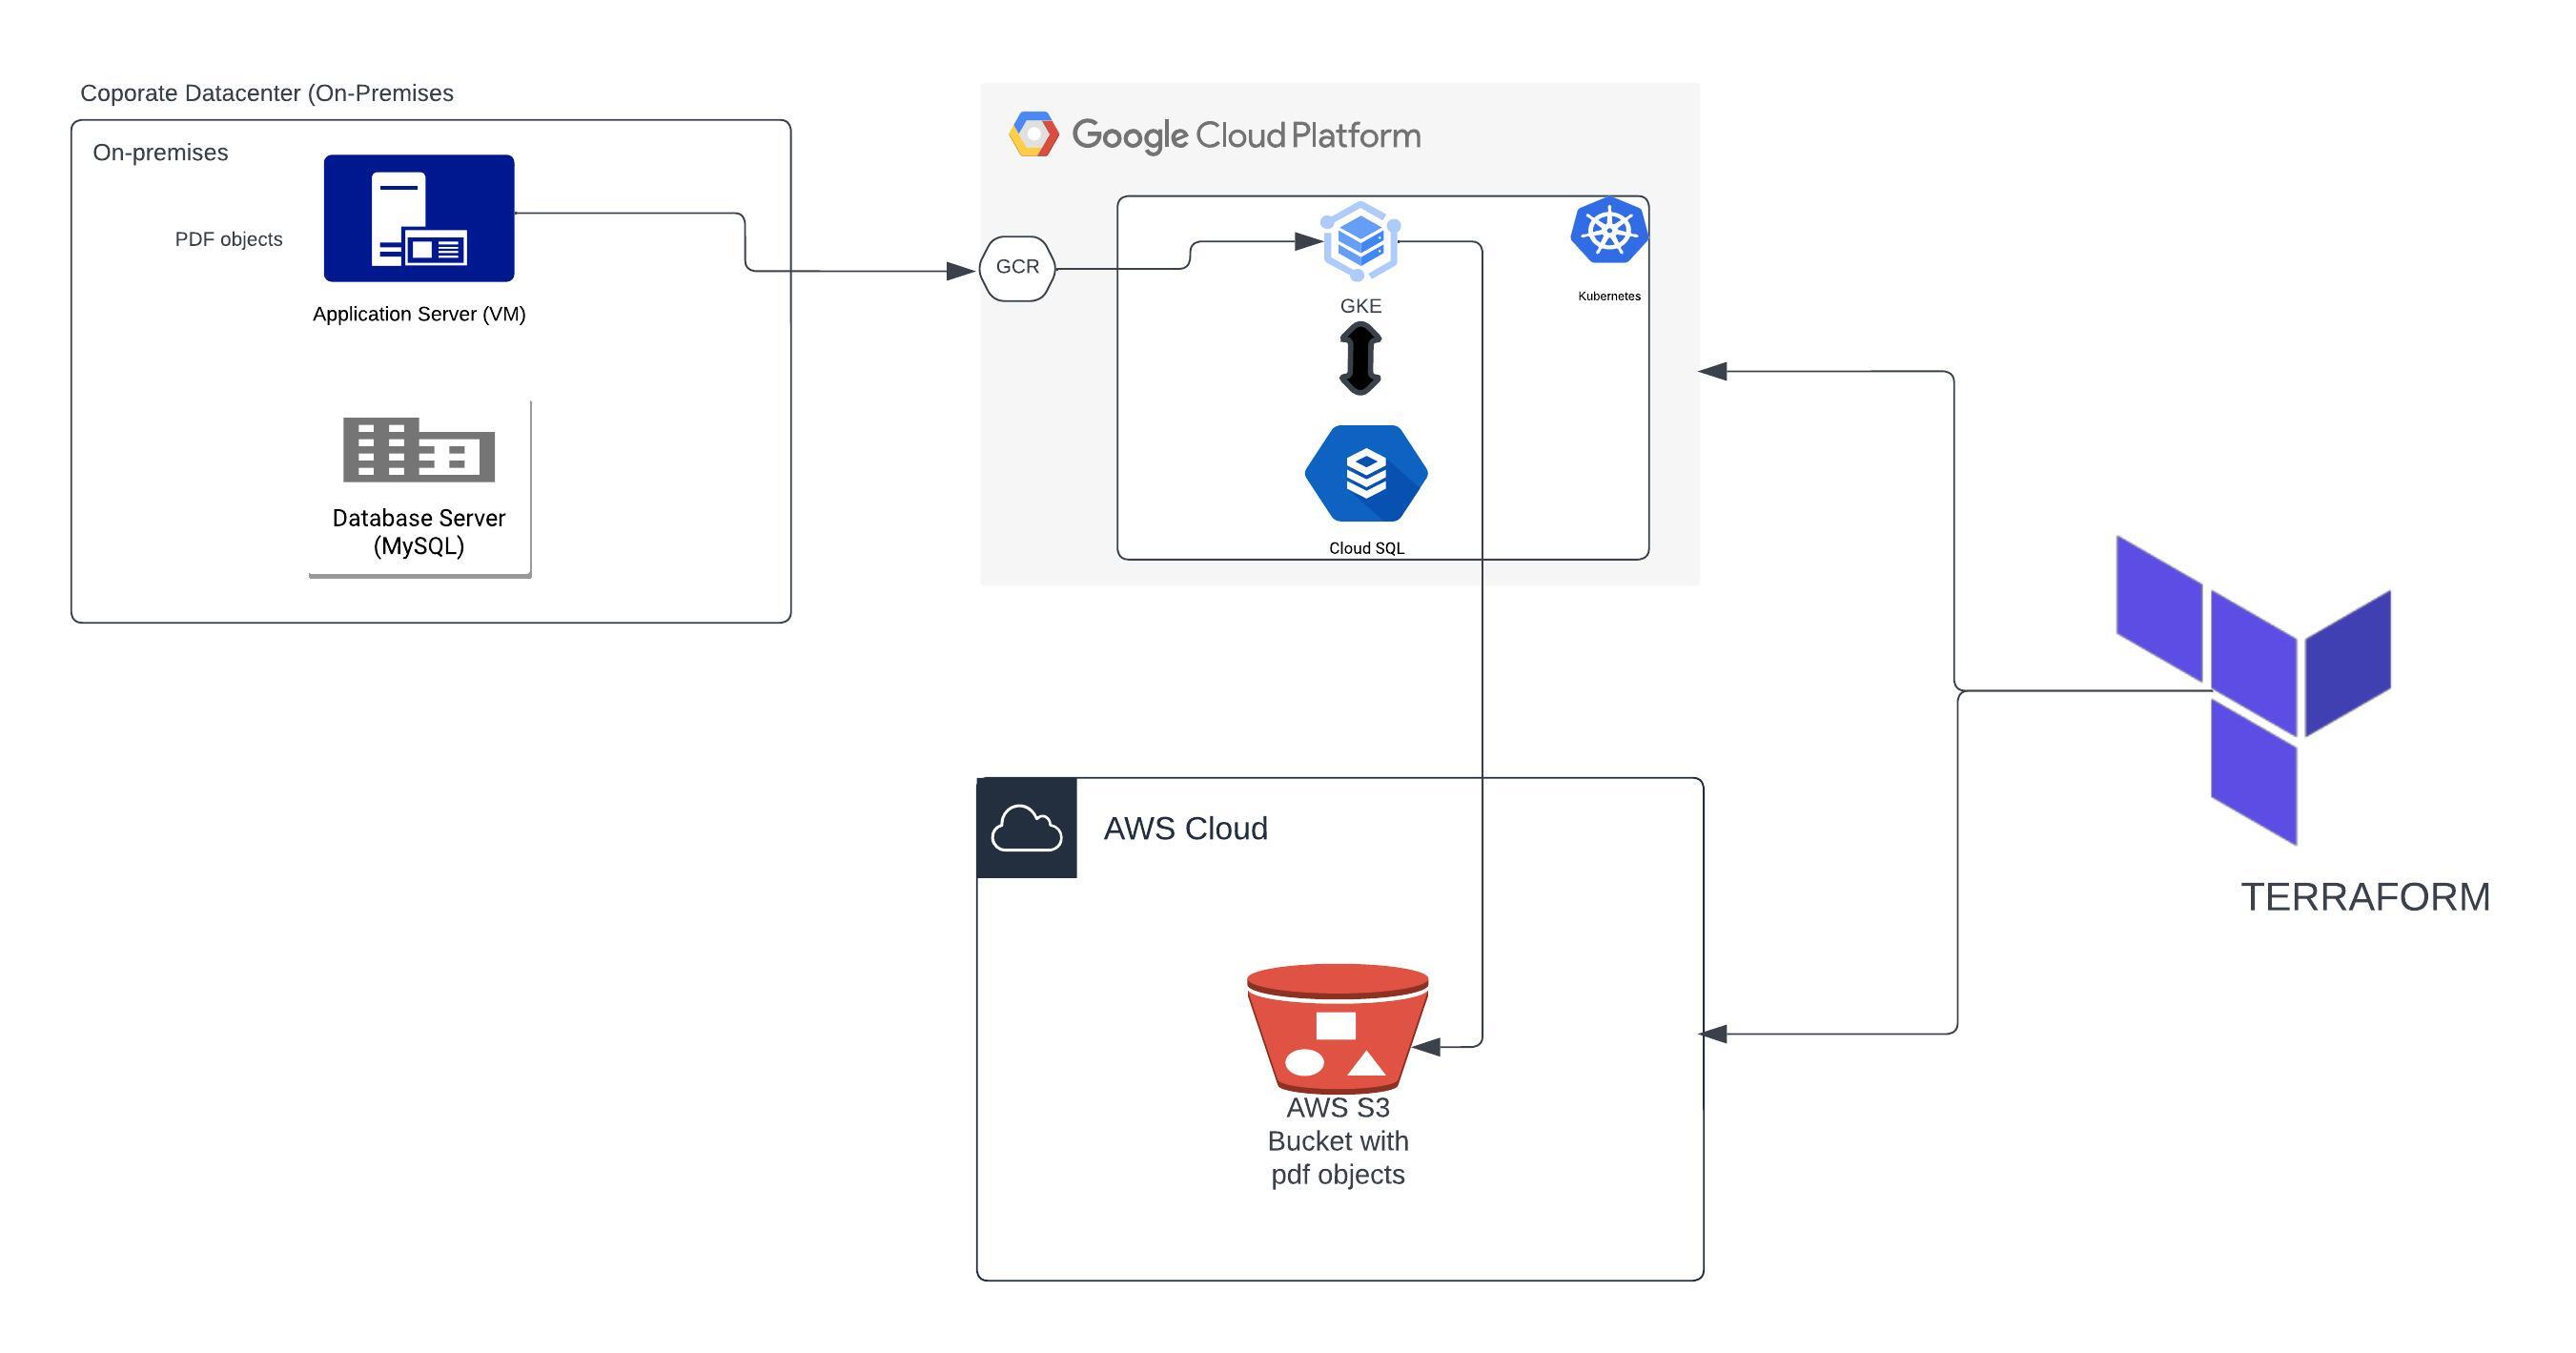 Coporate Datacenter (On-Premises
On-premises
PDF objects
Application Server (VM)
Database Server
(MySQL)
Google Cloud Platform
GCR
GKE
Kubernetes
Cloud SQL
AWS Cloud
AWS S3
Bucket with
pdf objects
TERRAFORM